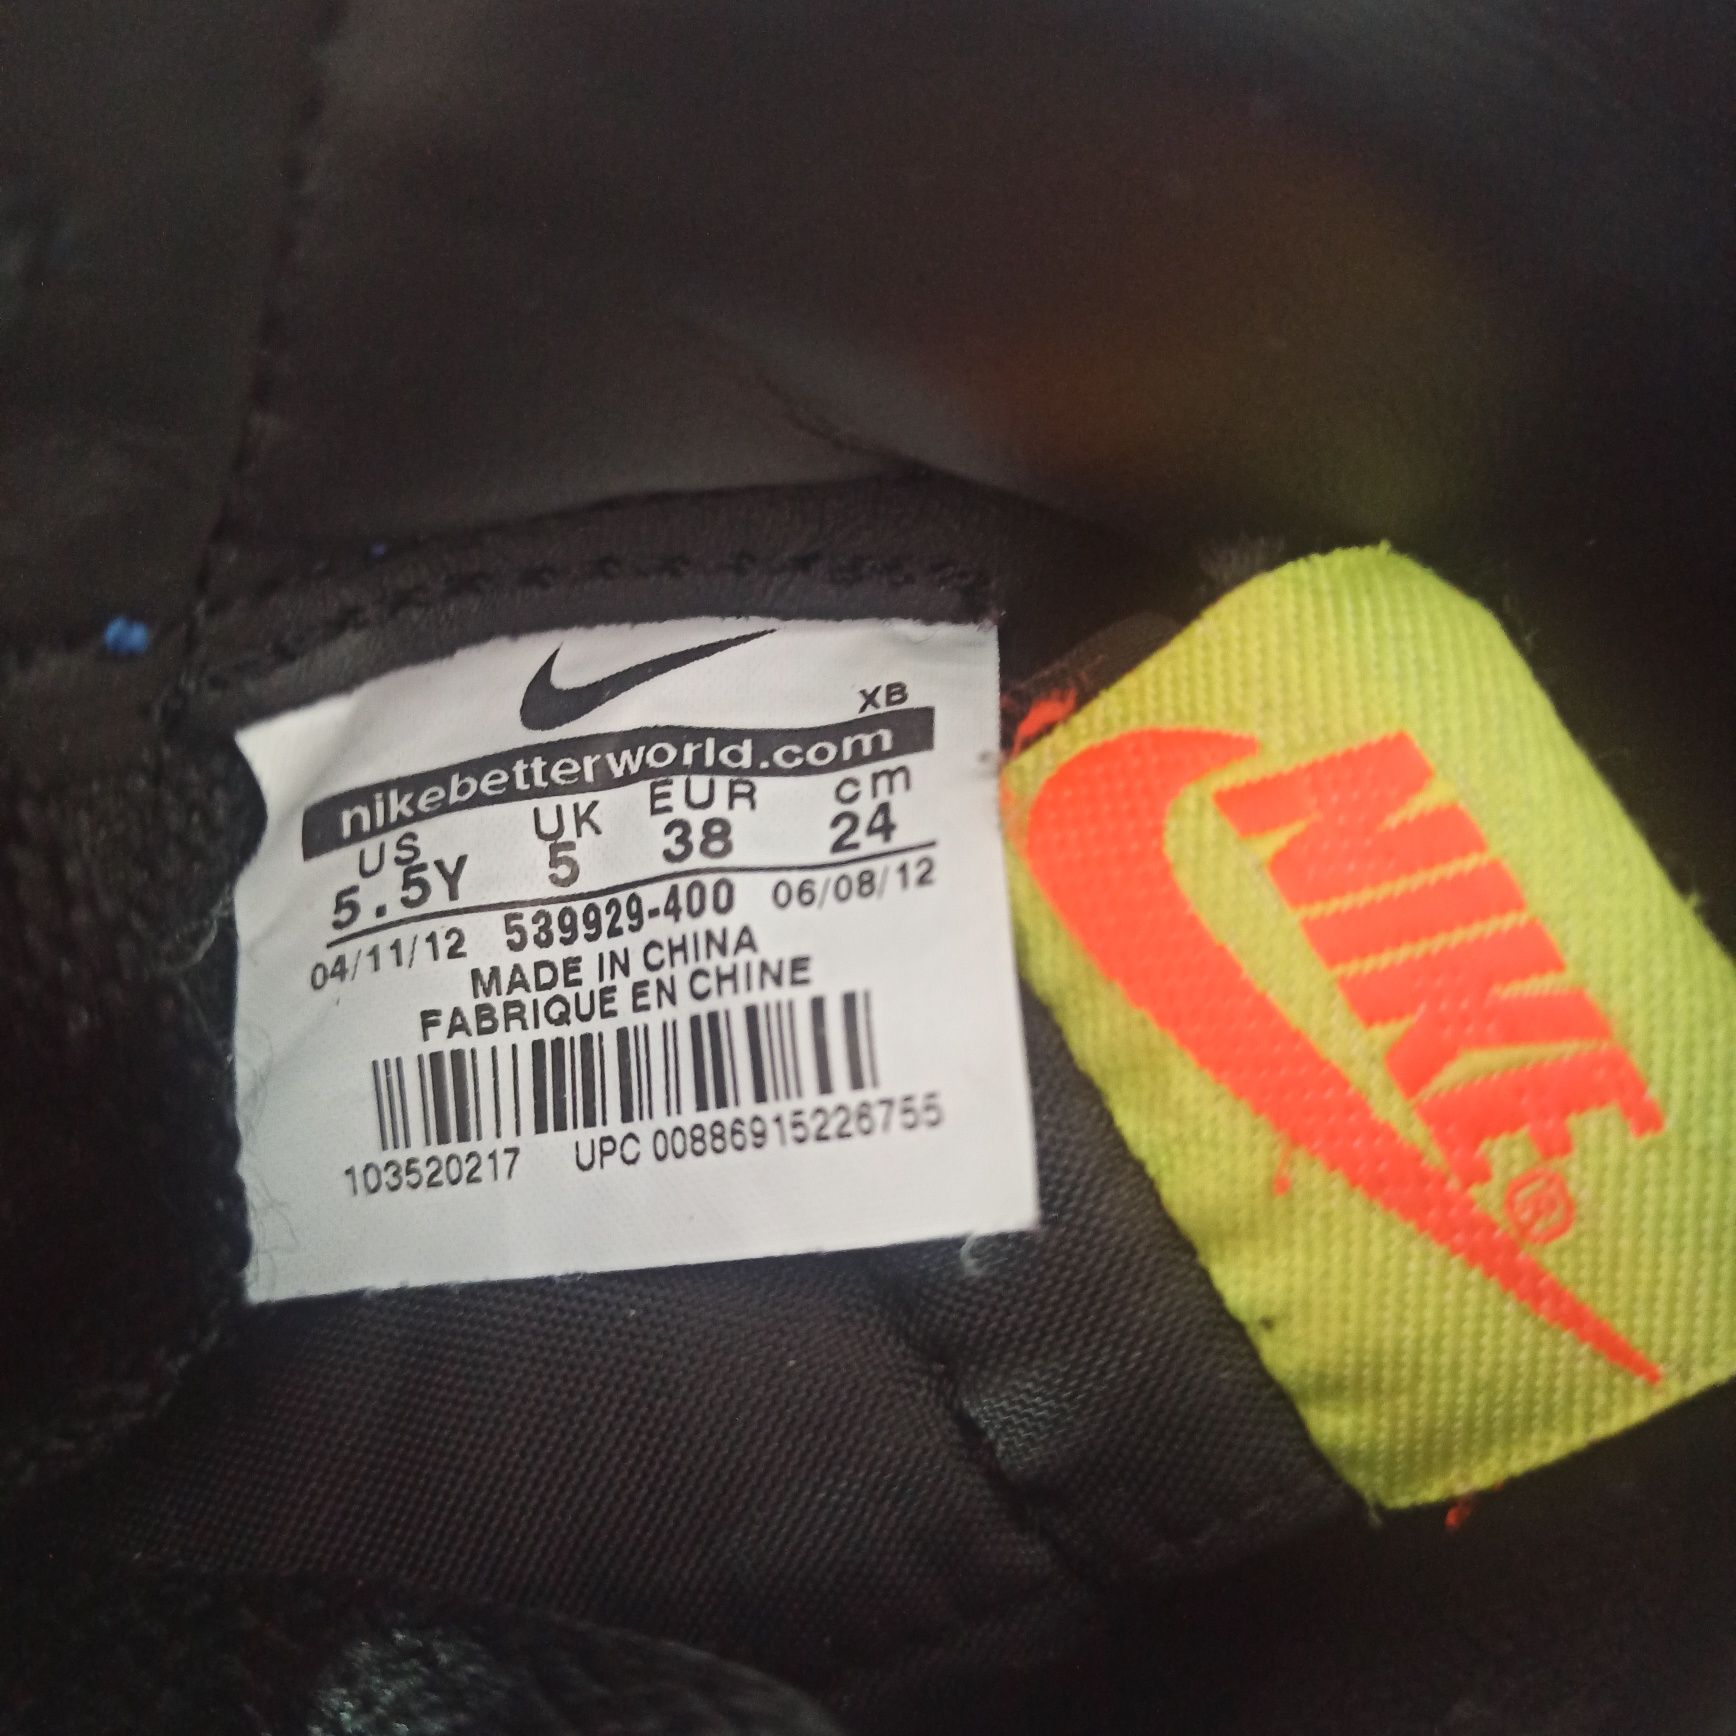 XB
nikebetterworld.com
US UK EUR cm
5.5Y 5 38 24
04/11/12 539929-400 06/08/12
MADE IN CHINA
FABRIQUE EN CHINE
103520217 UPC 00886915226755
NIKE®